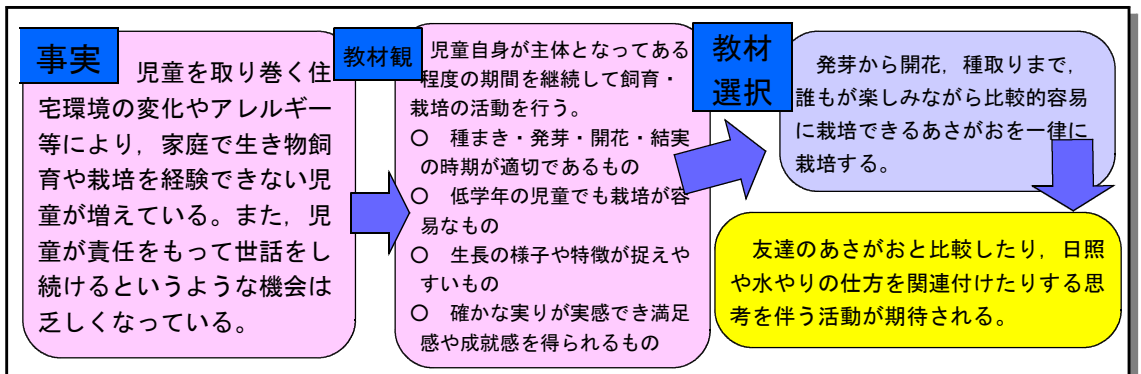 事実
児童を取り巻く住
宅環境の変化やアレルギー
等により，家庭で生き物飼
育や栽培を経験できない児
童が増えている。また，児
童が責任をもって世話をし
続けるというような機会は
乏しくなっている。
教材観
児童自身が主体となってある
程度の期間を継続して飼育・
栽培の活動を行う。
○　種まき・発芽・開花・結実
の時期が適切であるもの
○　低学年の児童でも栽培が容
易なもの
○　生長の様子や特徴が捉えや
すいもの
○　確かな実りが実感でき満足
感や成就感を得られるもの
教材
選択
発芽から開花，種取りまで，
誰もが楽しみながら比較的容易
に栽培できるあさがおを一律に
栽培する。
友達のあさがおと比較したり，日照
や水やりの仕方を関連付けたりする思
考を伴う活動が期待される。